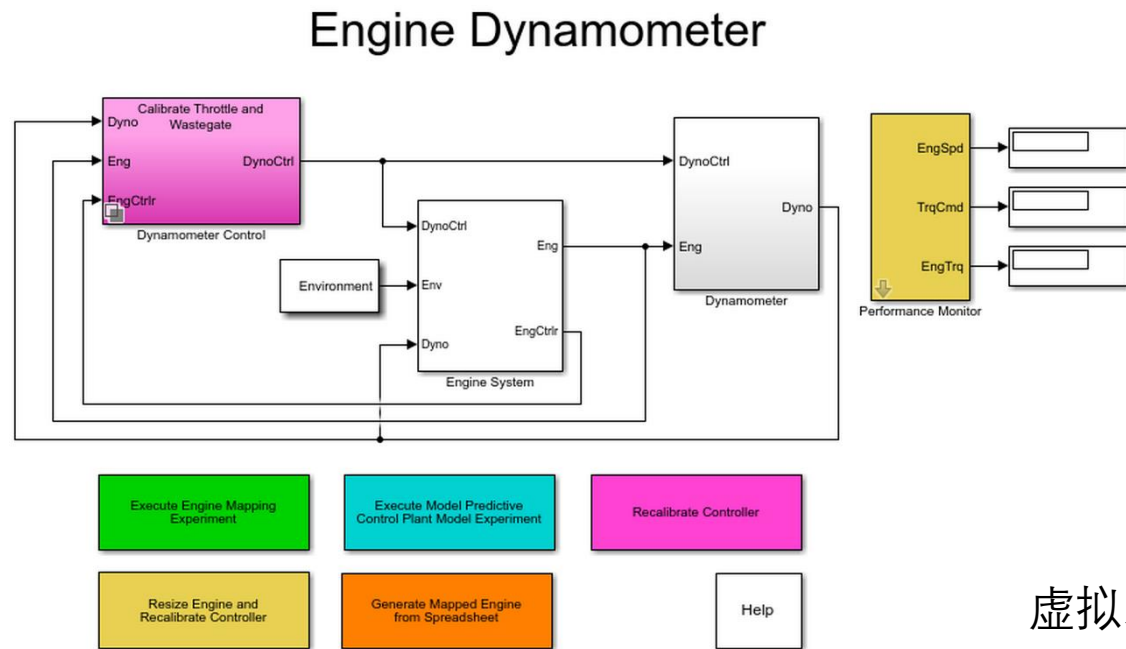 Engine Dynamometer
Calibrate Throttle and
Wastegate
Dyno
Eng
EngCtrlr
DynoCtrl
Dynamometer Control
Environment
DynoCtrl
Env
Dyno
Eng
EngCtrlr
Engine System
DynoCtrl
Eng
Dyno
Dynamometer
EngSpd
TrqCmd
EngTrq
Performance Monitor
Execute Engine Mapping
Experiment
Execute Model Predictive
Control Plant Model Experiment
Recalibrate Controller
Resize Engine and
Recalibrate Controller
Generate Mapped Engine
from Spreadsheet
Help
虚拟